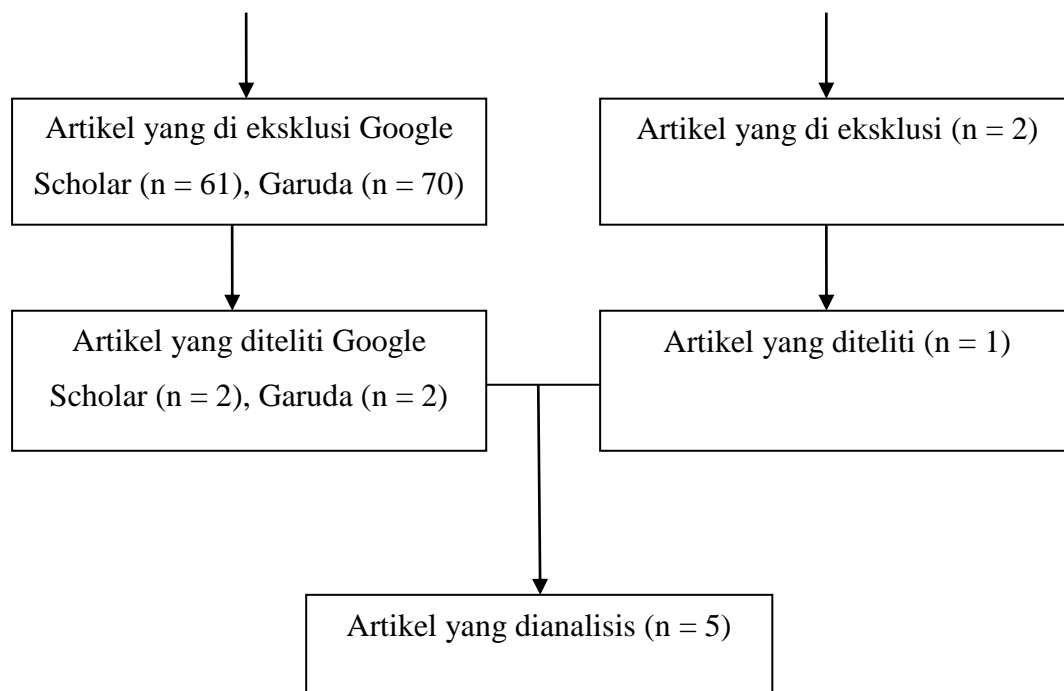 Artikel yang di eksklusi Google
Scholar (n = 61), Garuda (n = 70)
Artikel yang di eksklusi (n = 2)
Artikel yang diteliti Google
Scholar (n = 2), Garuda (n = 2)
Artikel yang diteliti (n = 1)
Artikel yang dianalisis (n = 5)